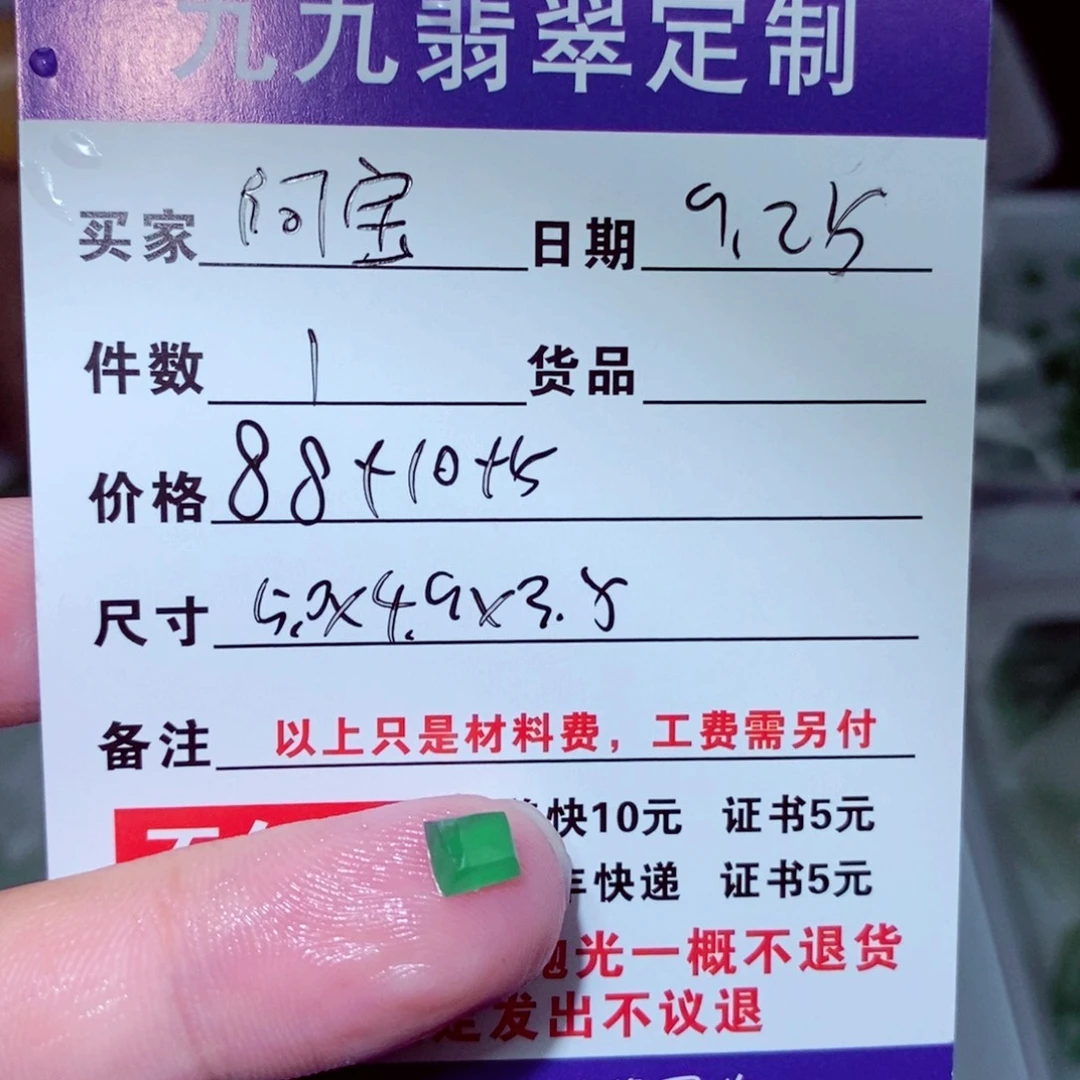 九九翡翠定制
买家 阿宝 日期 9.25
件数 1 货品
价格 88+10+5
尺寸 5.2x4.9x3.8
备注 以上只是材料费，工费需另付
快10元 证书5元
快递 证书5元
光一概不退货
发出不议退